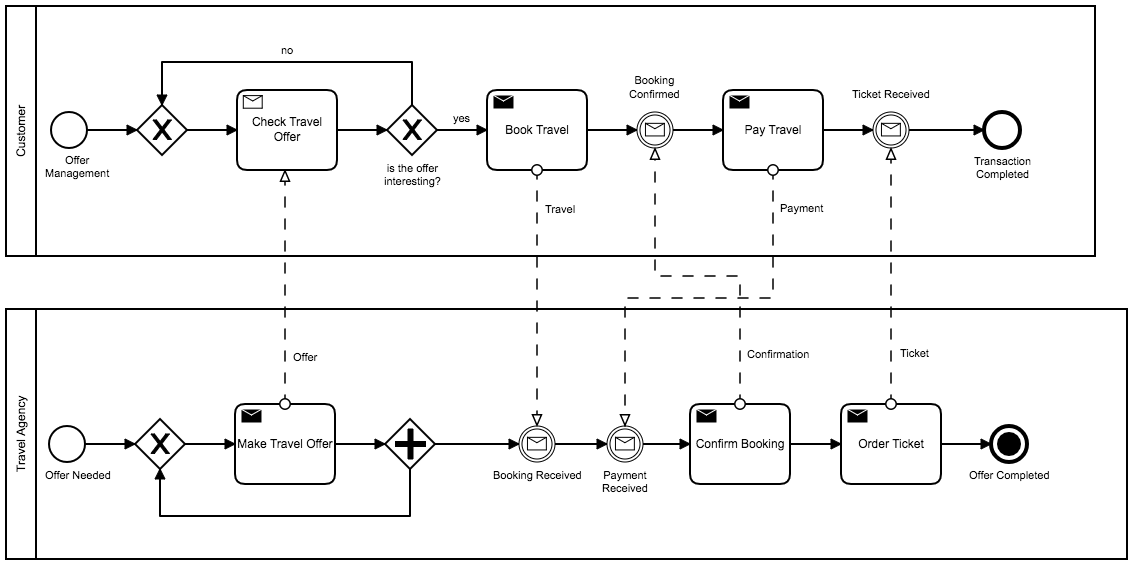 Customer
no
Offer
Management
Check Travel
Offer
is the offer
interesting?
yes
Book Travel
Booking
Confirmed
Pay Travel
Ticket Received
Transaction
Completed
Travel
Payment
Offer
Confirmation
Ticket
Travel Agency
Offer Needed
Make Travel Offer
Booking Received
Payment
Received
Confirm Booking
Order Ticket
Offer Completed